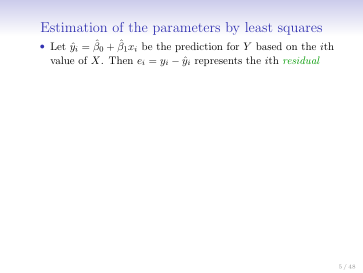 Estimation of the parameters by least squares
• Let ŷᵢ = β̂₀ + β̂₁xᵢ be the prediction for Y based on the ith
value of X. Then eᵢ = yᵢ − ŷᵢ represents the ith residual
5 / 48